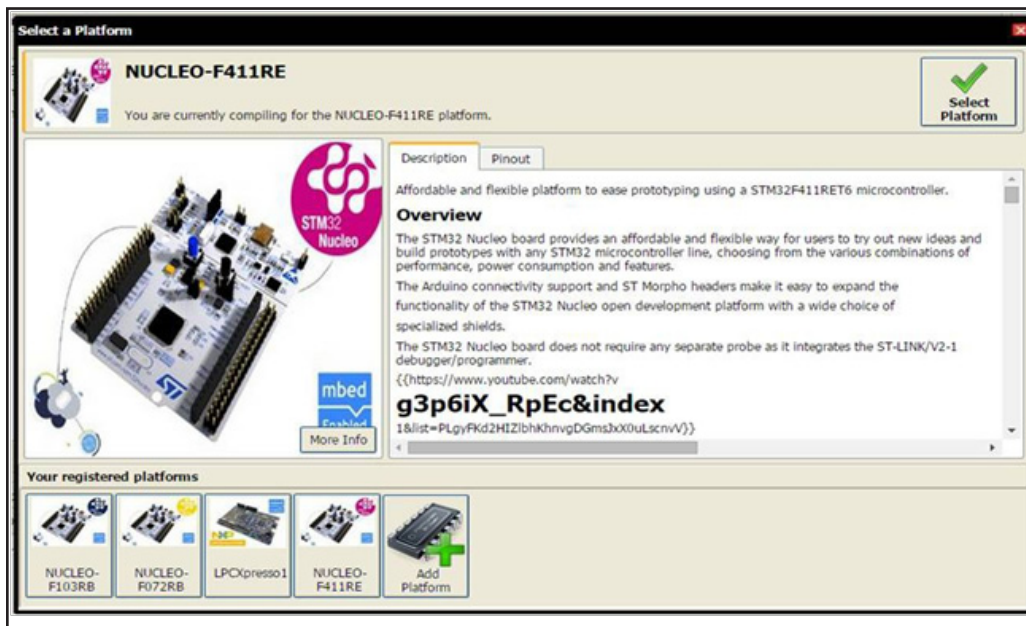 Select a Platform
NUCLEO-F411RE
You are currently compiling for the NUCLEO-F411RE platform.
Select
Platform
STM32
Nucleo
mbed
Enabled
More Info
Description
Pinout
Affordable and flexible platform to ease prototyping using a STM32F411RET6 microcontroller.
Overview
The STM32 Nucleo board provides an affordable and flexible way for users to try out new ideas and
build prototypes with any STM32 microcontroller line, choosing from the various combinations of
performance, power consumption and features.
The Arduino connectivity support and ST Morpho headers make it easy to expand the
functionality of the STM32 Nucleo open development platform with a wide choice of
specialized shields.
The STM32 Nucleo board does not require any separate probe as it integrates the ST-LINK/V2-1
debugger/programmer.
{{https://www.youtube.com/watch?v
g3p6iX_RpEc&index
1&list=PLgyFKd2HIZlbhKhnvgDGmsJxX0uLscnvV}}
Your registered platforms
NUCLEO-
F103RB
NUCLEO-
F072RB
NXP
LPCXpresso1
NUCLEO-
F411RE
Add
Platform